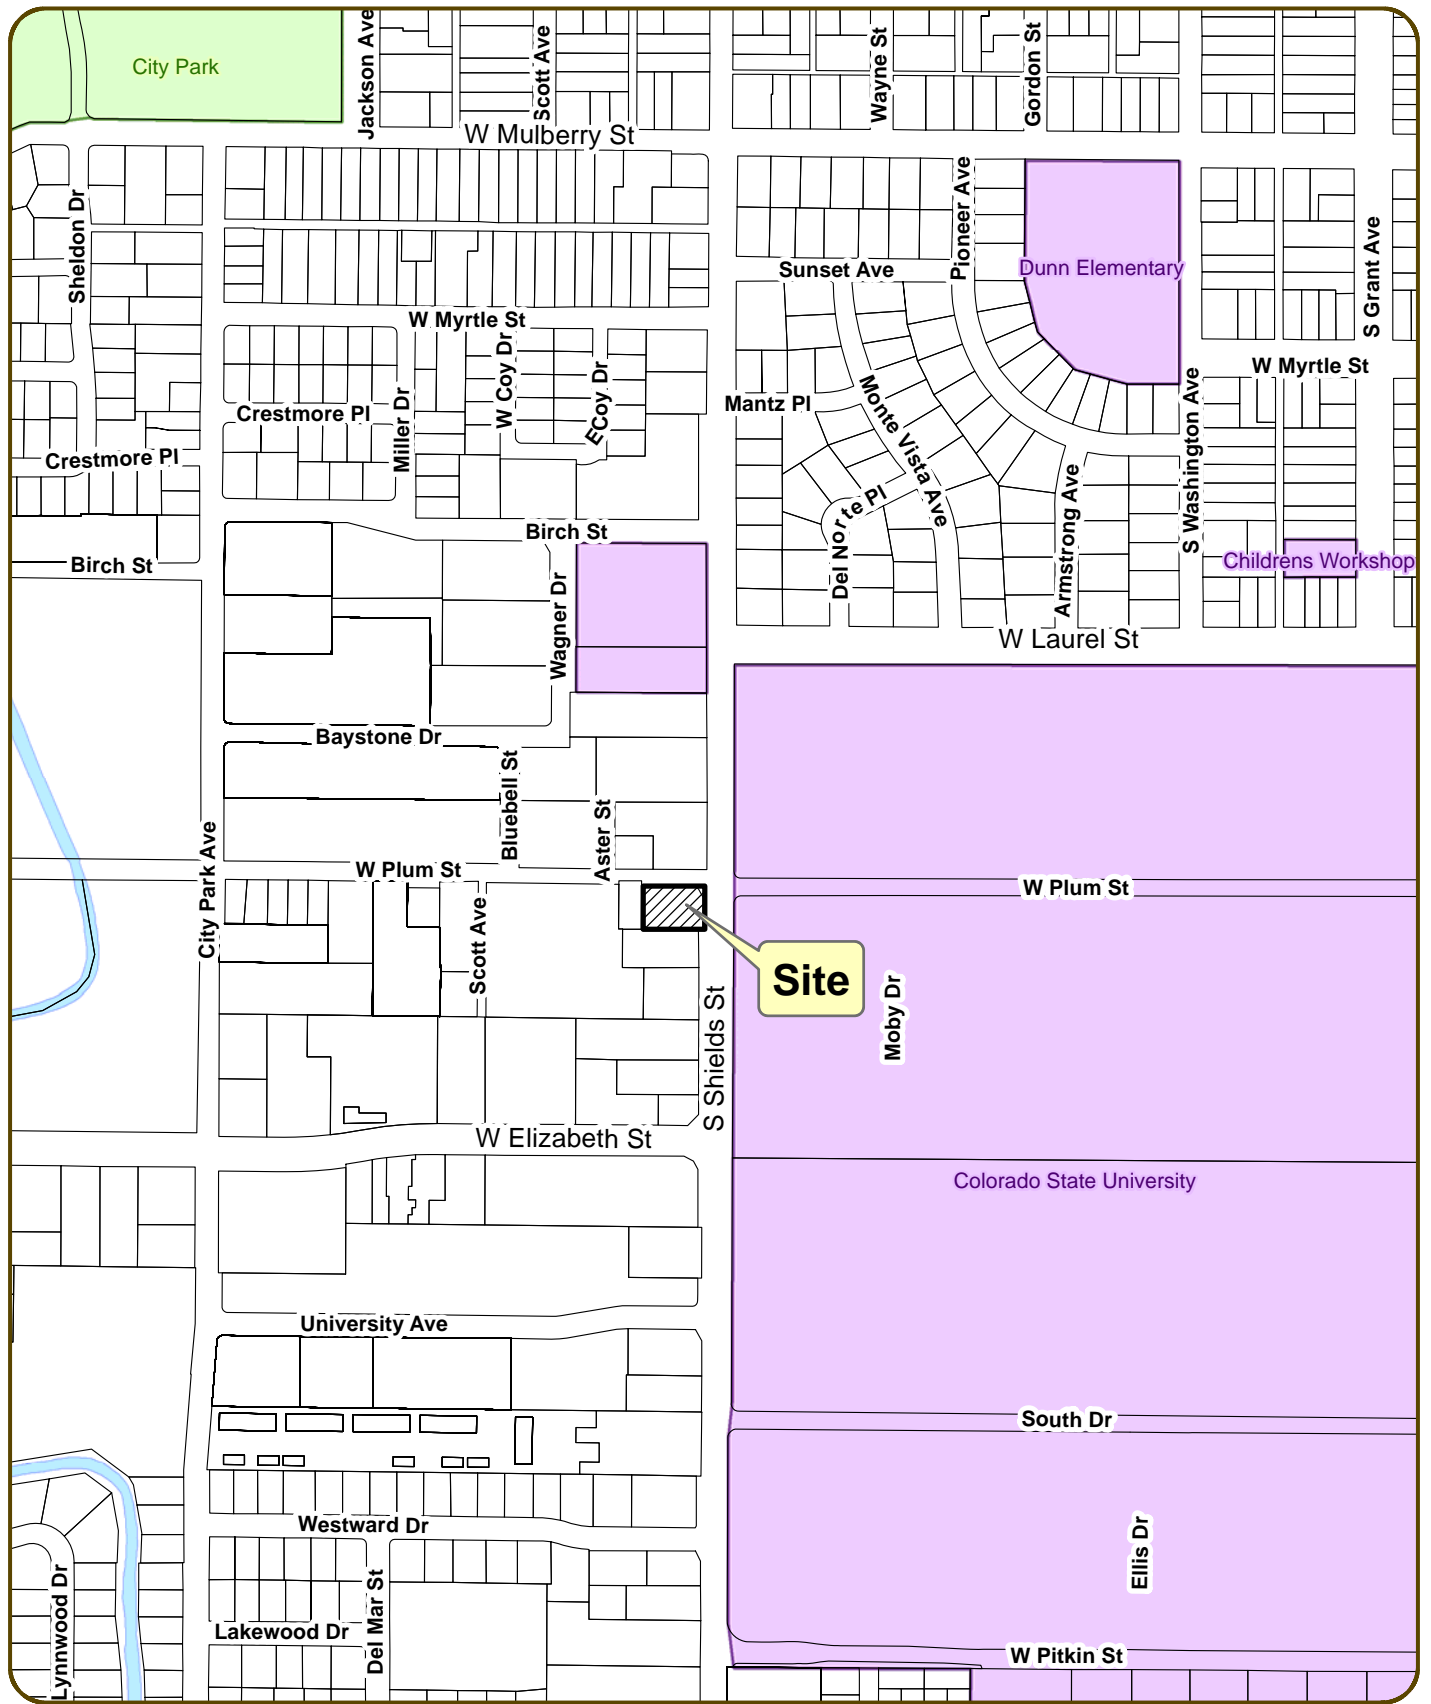 City Park
Jackson Ave
Scott Ave
Wayne St
Gordon St
W Mulberry St
Sheldon Dr
Pioneer Ave
Dunn Elementary
S Grant Ave
Sunset Ave
W Myrtle St
W Myrtle St
W Coy Dr
E Coy Dr
Miller Dr
Crestmore Pl
Mantz Pl
Monte Vista Ave
S Washington Ave
Crestmore Pl
Del Norte Pl
Armstrong Ave
Birch St
Birch St
Childrens Workshop
Wagner Dr
W Laurel St
Baystone Dr
Bluebell St
Aster St
City Park Ave
W Plum St
W Plum St
Scott Ave
Site
Moby Dr
S Shields St
W Elizabeth St
Colorado State University
University Ave
South Dr
Westward Dr
Ellis Dr
Lynnwood Dr
Del Mar St
Lakewood Dr
W Pitkin St